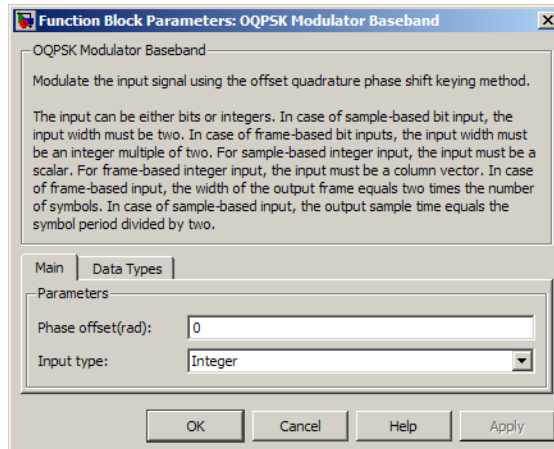 Function Block Parameters: OQPSK Modulator Baseband
OQPSK Modulator Baseband
Modulate the input signal using the offset quadrature phase shift keying method.
The input can be either bits or integers. In case of sample-based bit input, the
input width must be two. In case of frame-based bit inputs, the input width must
be an integer multiple of two. For sample-based integer input, the input must be a
scalar. For frame-based integer input, the input must be a column vector. In case
of frame-based input, the width of the output frame equals two times the number
of symbols. In case of sample-based input, the output sample time equals the
symbol period divided by two.
Main Data Types
Parameters
Phase offset(rad): 0
Input type: Integer
OK Cancel Help Apply